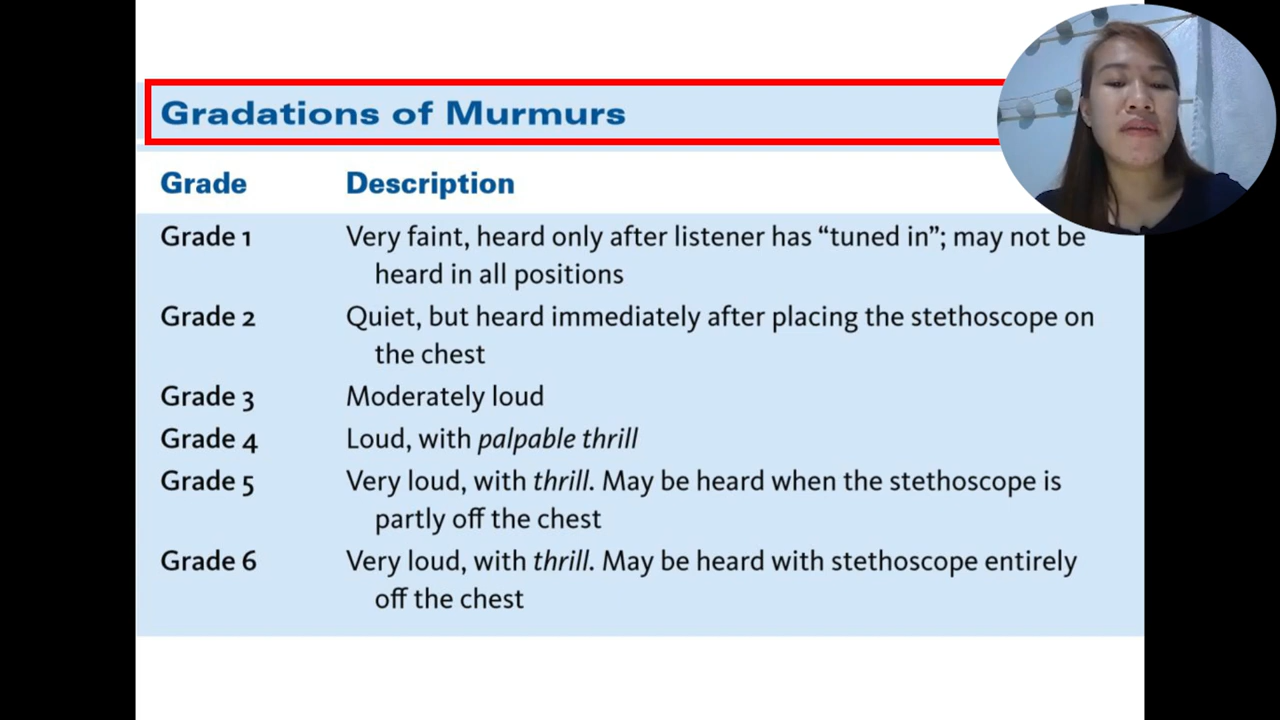 Gradations of Murmurs
Grade Description
Grade 1 Very faint, heard only after listener has “tuned in”; may not be
heard in all positions
Grade 2 Quiet, but heard immediately after placing the stethoscope on
the chest
Grade 3 Moderately loud
Grade 4 Loud, with palpable thrill
Grade 5 Very loud, with thrill. May be heard when the stethoscope is
partly off the chest
Grade 6 Very loud, with thrill. May be heard with stethoscope entirely
off the chest